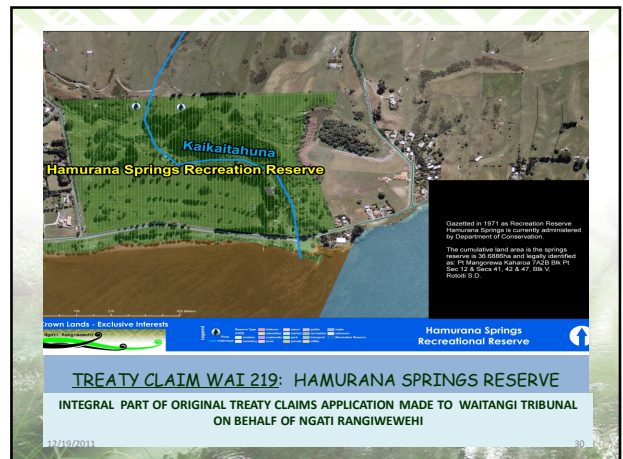 Kaikaitahuna
Hamurana Springs Recreation Reserve
Gazetted in 1971 as Recreation Reserve
Hamurana Springs is currently administered
by Department of Conservation.
The cumulative land area is the springs
reserve is 36.6886ha and legally identified
as: Pt Mangorewa Kaharoa 7A2B Blk Pt
Sec 12 & Secs 41, 42 & 47, Blk V,
Rotoiti S.D.
Crown Lands - Exclusive Interests
Ngati Rangiwewehi
Legend
Hamurana Springs
Recreational Reserve
TREATY CLAIM WAI 219: HAMURANA SPRINGS RESERVE
INTEGRAL PART OF ORIGINAL TREATY CLAIMS APPLICATION MADE TO WAITANGI TRIBUNAL
ON BEHALF OF NGATI RANGIWEWEHI
12/19/2011
30